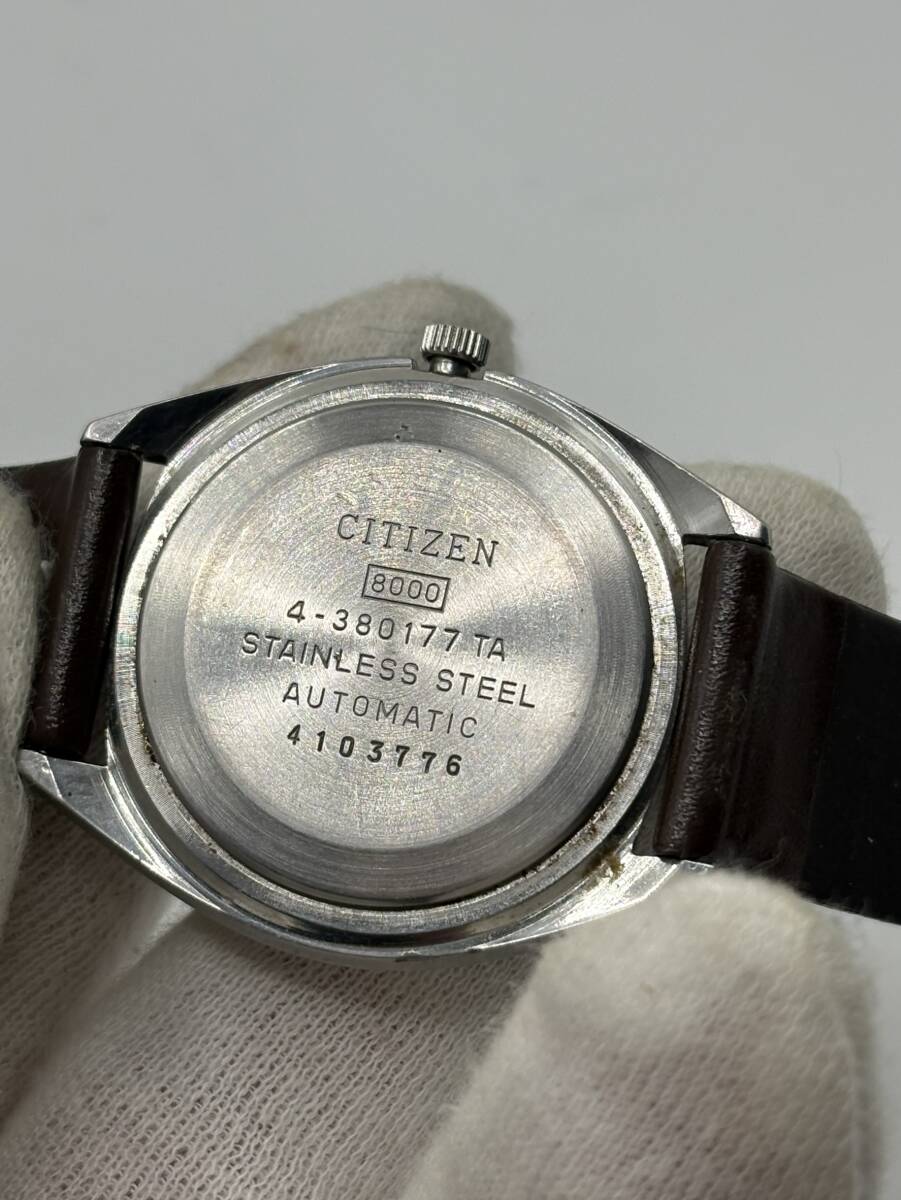 CITIZEN
8000
4-380177 TA
STAINLESS STEEL
AUTOMATIC
4103776